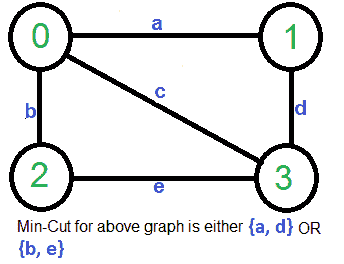 a
0
1
b
c
d
2
e
3
Min-Cut for above graph is either {a, d} OR
{b, e}